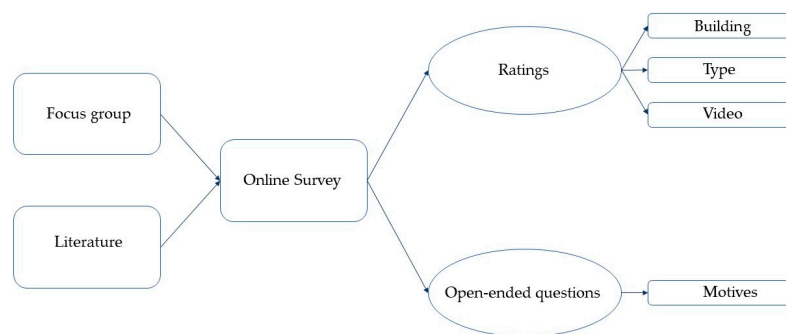 Focus group
Literature
Online Survey
Ratings
Open-ended questions
Building
Type
Video
Motives